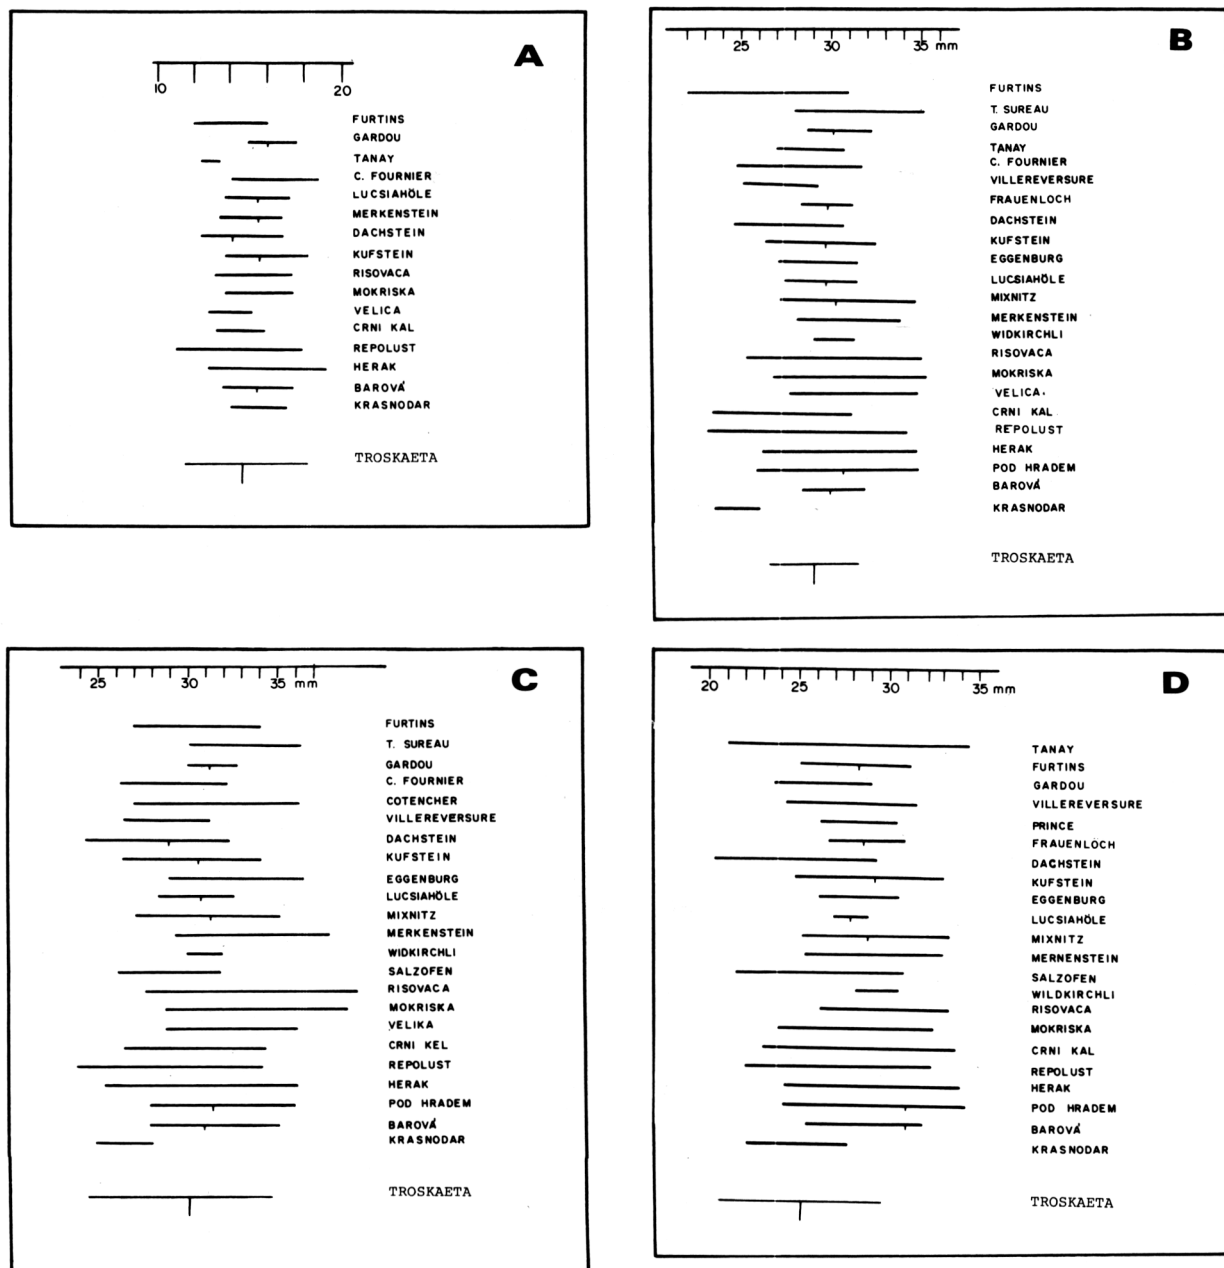 A
10 20
FURTINS
GARDOU
TANAY
C. FOURNIER
LUCSIAHÖLE
MERKENSTEIN
DACHSTEIN
KUFSTEIN
RISOVACA
MOKRISKA
VELICA
CRNI KAL
REPOLUST
HERAK
BAROVÁ
KRASNODAR
TROSKAETA
B
25 30 35 mm
FURTINS
T. SUREAU
GARDOU
TANAY
C. FOURNIER
VILLEREVERSURE
FRAUENLOCH
DACHSTEIN
KUFSTEIN
EGGENBURG
LUCSIAHÖLE
MIXNITZ
MERKENSTEIN
WIDKIRCHLI
RISOVACA
MOKRISKA
VELICA.
CRNI KAL
REPOLUST
HERAK
POD HRADEM
BAROVÁ
KRASNODAR
TROSKAETA
C
25 30 35 mm
FURTINS
T. SUREAU
GARDOU
C. FOURNIER
COTENCHER
VILLEREVERSURE
DACHSTEIN
KUFSTEIN
EGGENBURG
LUCSIAHÖLE
MIXNITZ
MERKENSTEIN
WIDKIRCHLI
SALZOFEN
RISOVACA
MOKRISKA
VELIKA
CRNI KEL
REPOLUST
HERAK
POD HRADEM
BAROVÁ
KRASNODAR
TROSKAETA
D
20 25 30 35 mm
TANAY
FURTINS
GARDOU
VILLEREVERSURE
PRINCE
FRAUENLÖCH
DACHSTEIN
KUFSTEIN
EGGENBURG
LUCSIAHÖLE
MIXNITZ
MERNENSTEIN
SALZOFEN
WILDKIRCHLI
RISOVACA
MOKRISKA
CRNI KAL
REPOLUST
HERAK
POD HRADEM
BAROVÁ
KRASNODAR
TROSKAETA